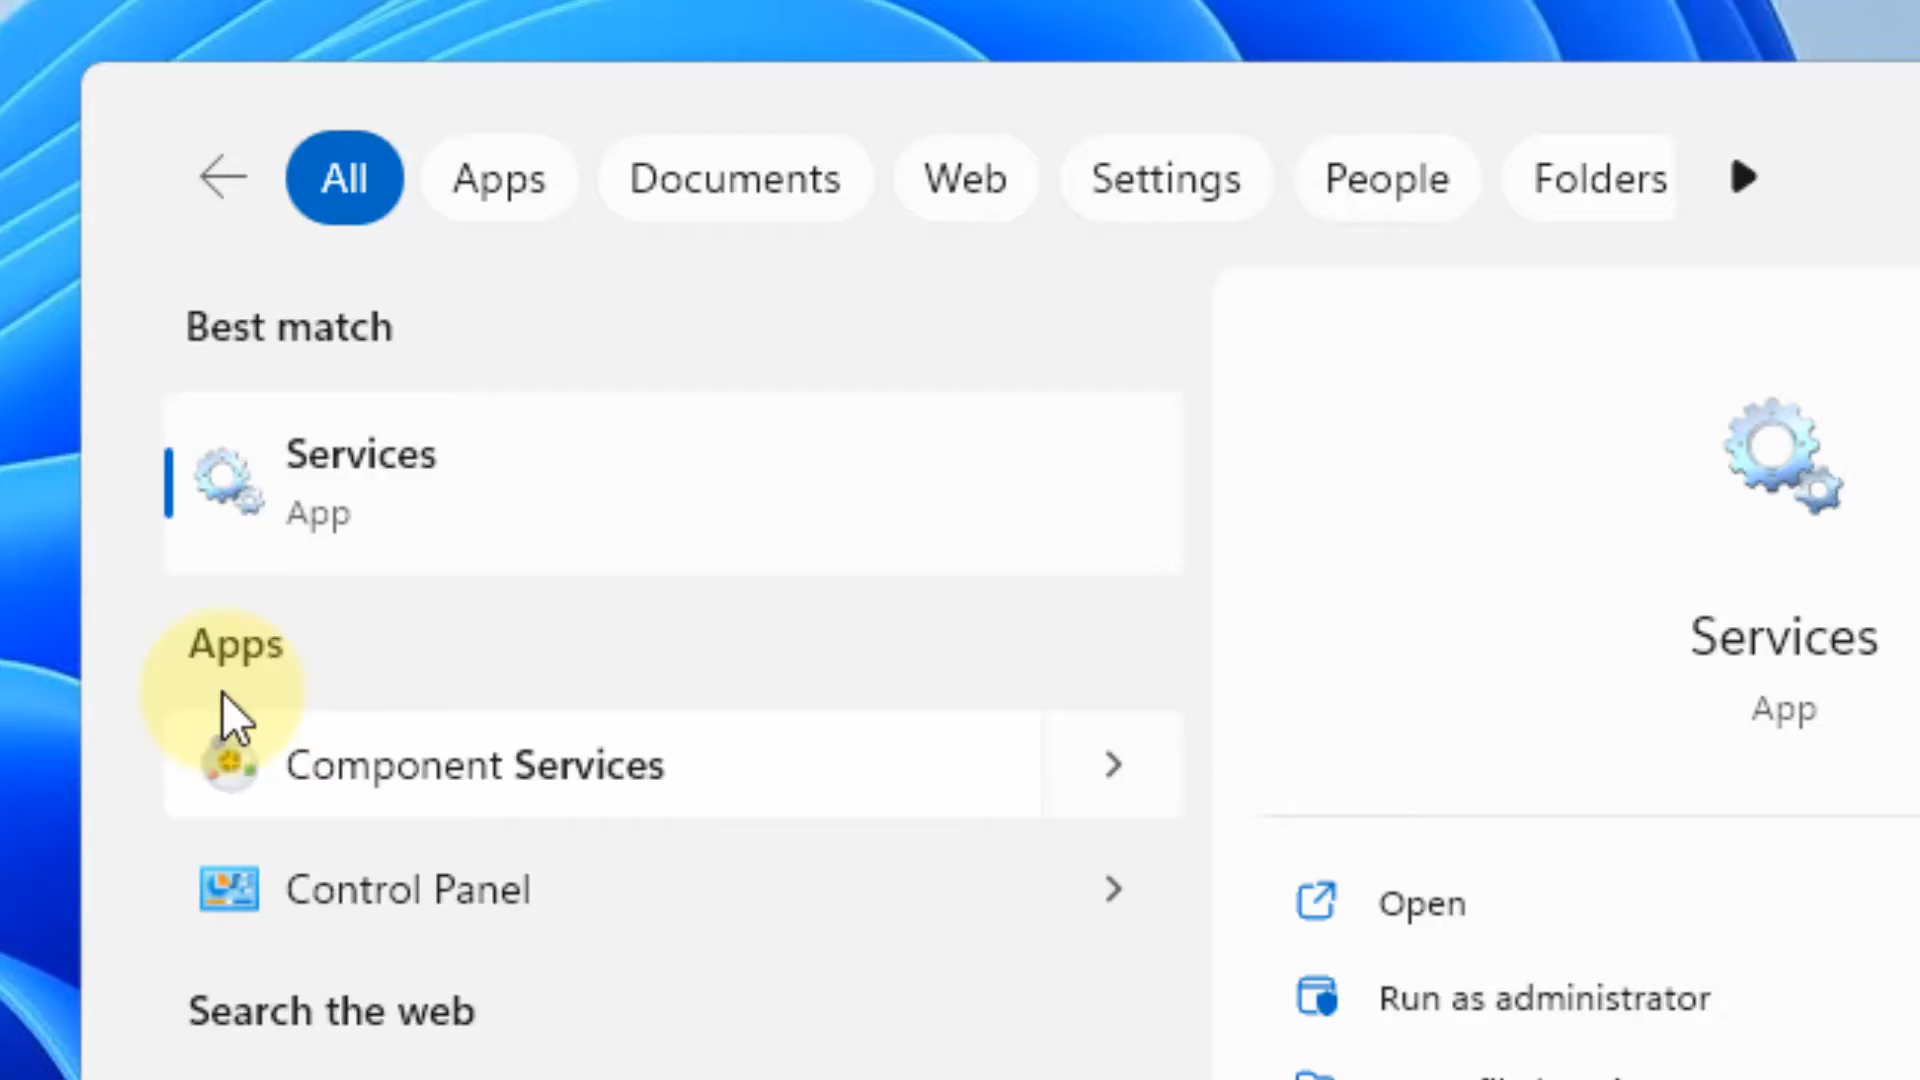 All Apps Documents Web Settings People Folders
Best match
Services
App
Apps
Component Services
Control Panel
Search the web
Services
App
Open
Run as administrator